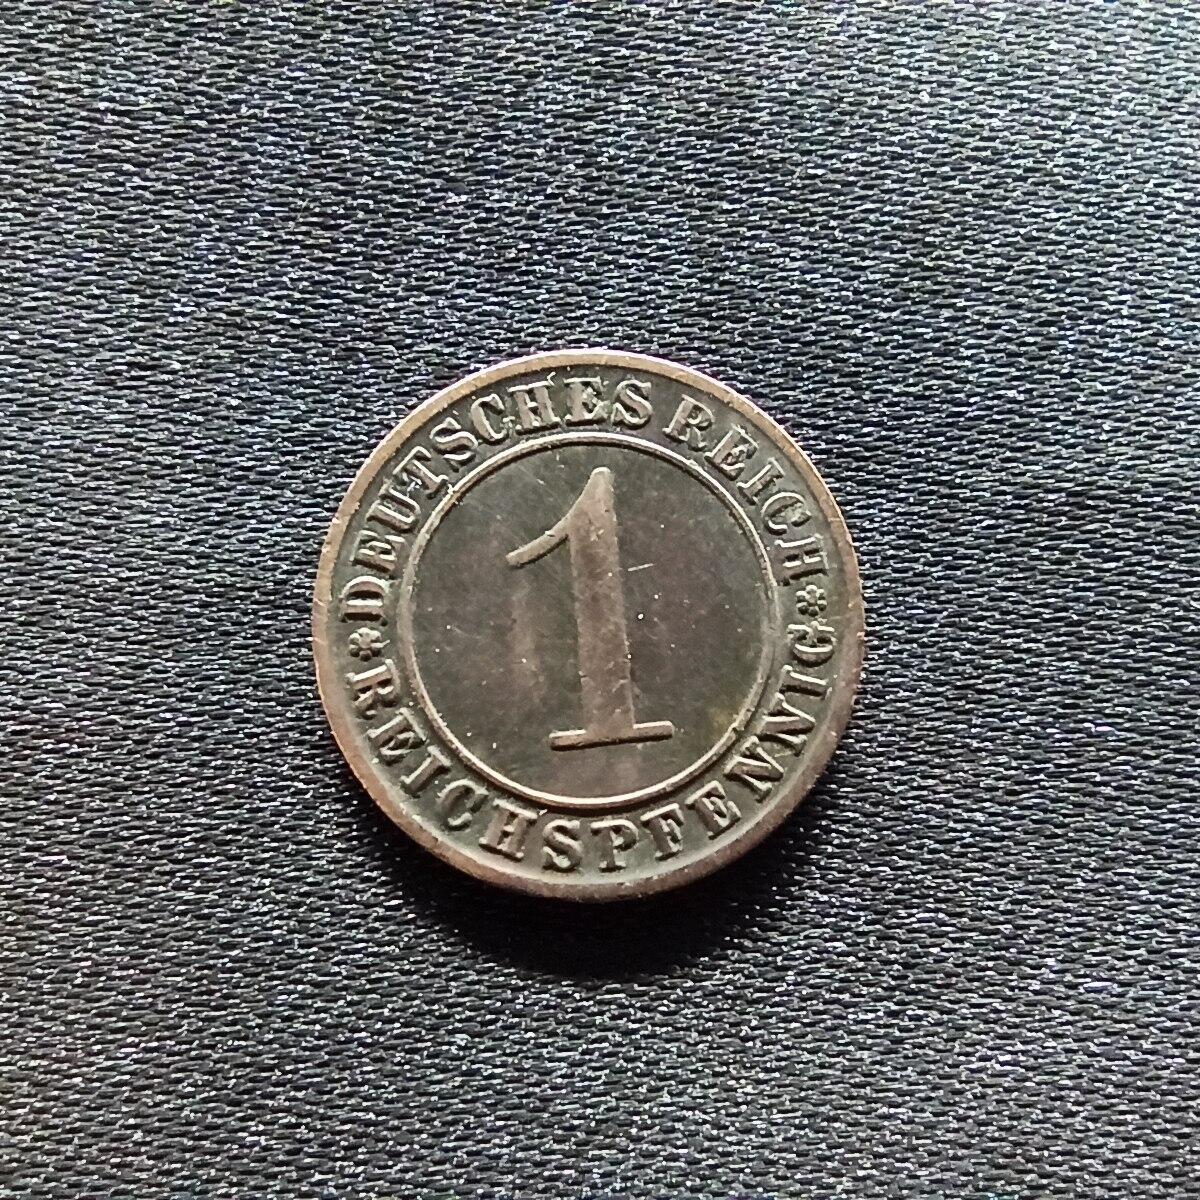 DEUTSCHES REICH
1
REICHSPFENNIG